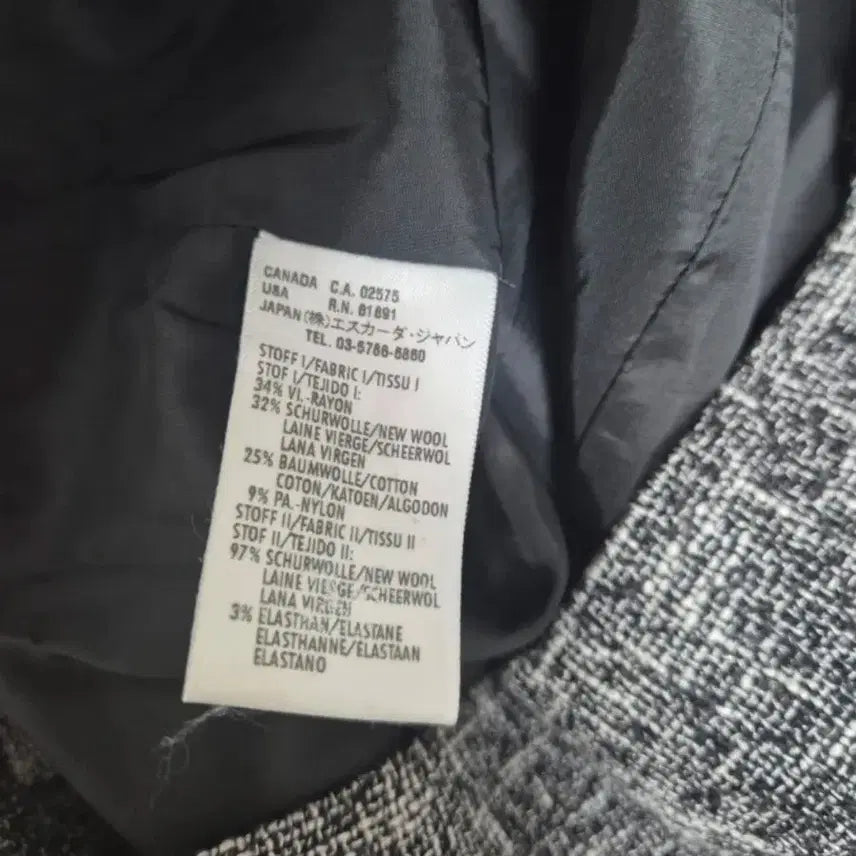 CANADA C.A. 02575
USA R.N. 81891
JAPAN (株)エスカーダ・ジャパン
TEL. 03-5766-6860
STOFF I/FABRIC I/TISSU I
STOF I/TEJIDO I:
34% VI.-RAYON
32% SCHURWOLLE/NEW WOOL
LAINE VIERGE/SCHEERWOL
LANA VIRGEN
25% BAUMWOLLE/COTTON
COTON/KATOEN/ALGODON
9% PA.-NYLON
STOFF II/FABRIC II/TISSU II
STOF II/TEJIDO II:
97% SCHURWOLLE/NEW WOOL
LAINE VIERGE/SCHEERWOL
LANA VIRGEN
3% ELASTHAN/ELASTANE
ELASTHANNE/ELASTAAN
ELASTANO